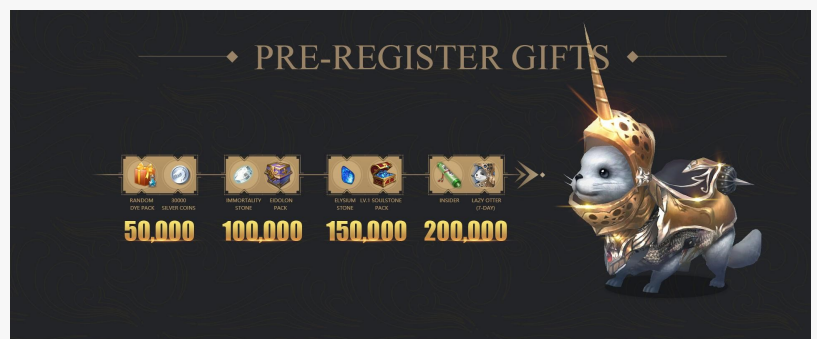 PRE-REGISTER GIFTS
RANDOM DYE PACK
30000 SILVER COINS
IMMORTALITY STONE
EIDOLON PACK
ELYSIUM STONE
LV.1 SOULSTONE PACK
INSIDER
LAZY OTTER (7-DAY)
50,000
100,000
150,000
200,000